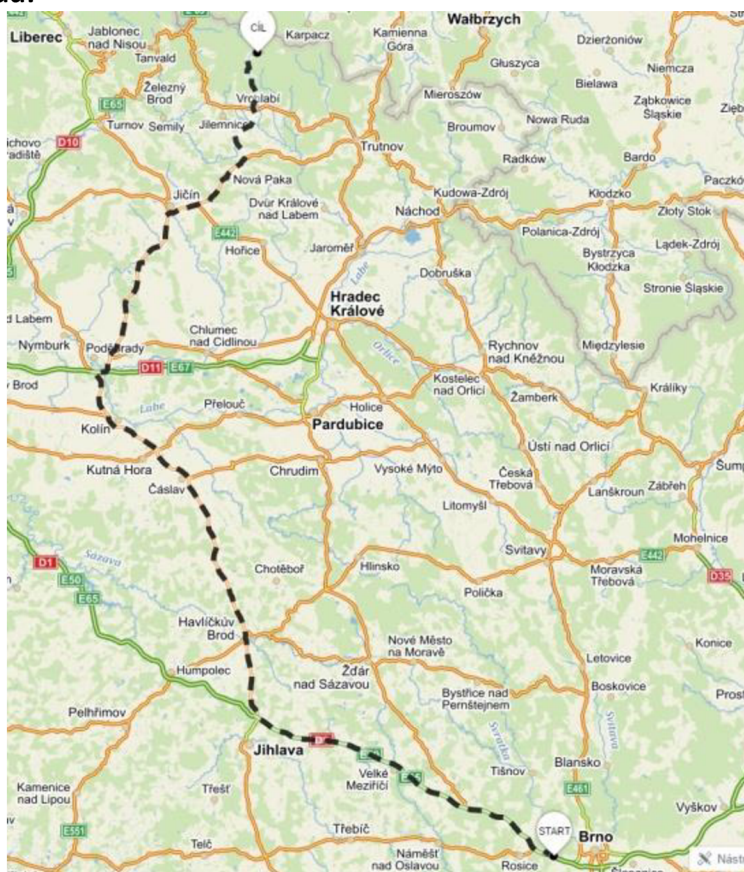 Liberec
Jablonec
nad Nisou
Tanvald
CÍL
Karpacz
Kamienna
Góra
Wałbrzych
Głuszyca
Dzierżoniów
Niemcza
Bielawa
Ząbkowice
Śląskie
Železný
Brod
E65
D10
Turnov
Semily
Jilemnice
Mieroszów
Broumov
Nowa Ruda
Radków
Bardo
Trutnov
Nová Paka
Jičín
Dvůr Králové
nad Labem
Kudowa-Zdrój
Kłodzko
Náchod
Złoty Stok
Polanica-Zdrój
E442
Hořice
Jaroměř
Labe
Dobruška
Bystrzyca
Kłodzka
Lądek-Zdrój
Stronie Śląskie
Hradec
Králové
Orlice
Nymburk
Chlumec
nad Cidlinou
D11
E67
Rychnov
nad Kněžnou
Międzylesie
Kostelec
nad Orlicí
Žamberk
Králíky
Labe
Přelouč
Holice
Kolín
Pardubice
Kutná Hora
Chrudim
Vysoké Mýto
Ústí nad Orlicí
Čáslav
Česká
Třebová
Lanškroun
Zábřeh
Litomyšl
Mohelnice
D1
E50
E65
Sázava
Chotěboř
Hlinsko
Svitavy
E442
D35
Moravská
Třebová
Polička
Havlíčkův
Brod
Nové Město
na Moravě
Konice
Humpolec
Žďár
nad Sázavou
Letovice
Boskovice
Pelhřimov
Bystřice nad
Pernštejnem
Svratka
Svitava
Jihlava
Velké
Meziříčí
Tišnov
Blansko
E461
Kamenice
nad Lipou
Třešť
Vyškov
E551
Telč
Třebíč
START
Brno
Náměšť
nad Oslavou
Rosice